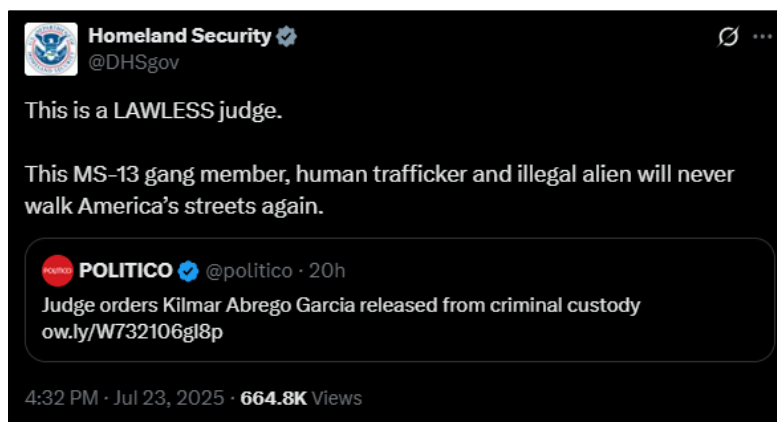 Homeland Security
@DHSgov
This is a LAWLESS judge.
This MS-13 gang member, human trafficker and illegal alien will never
walk America's streets again.
POLITICO @politico · 20h
Judge orders Kilmar Abrego Garcia released from criminal custody
ow.ly/W732106gl8p
4:32 PM · Jul 23, 2025 · 664.8K Views